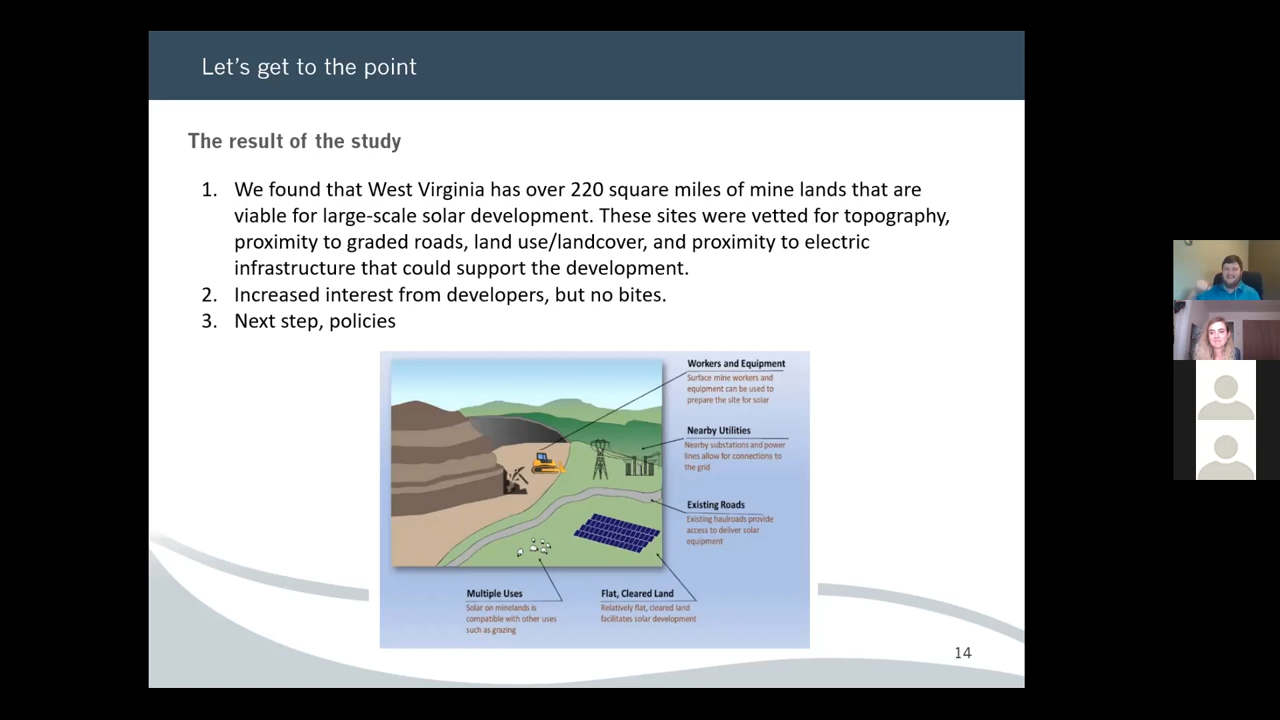 Let's get to the point
The result of the study
1. We found that West Virginia has over 220 square miles of mine lands that are
viable for large-scale solar development. These sites were vetted for topography,
proximity to graded roads, land use/landcover, and proximity to electric
infrastructure that could support the development.
2. Increased interest from developers, but no bites.
3. Next step, policies
Workers and Equipment
Surface mine workers and
equipment can be used to
prepare the site for solar
Nearby Utilities
Nearby substations and power
lines allow for connections to
the grid
Existing Roads
Existing haulroads provide
access to deliver solar
equipment
Multiple Uses
Solar on minelands is
compatible with other uses
such as grazing
Flat, Cleared Land
Relatively flat, cleared land
facilitates solar development
14